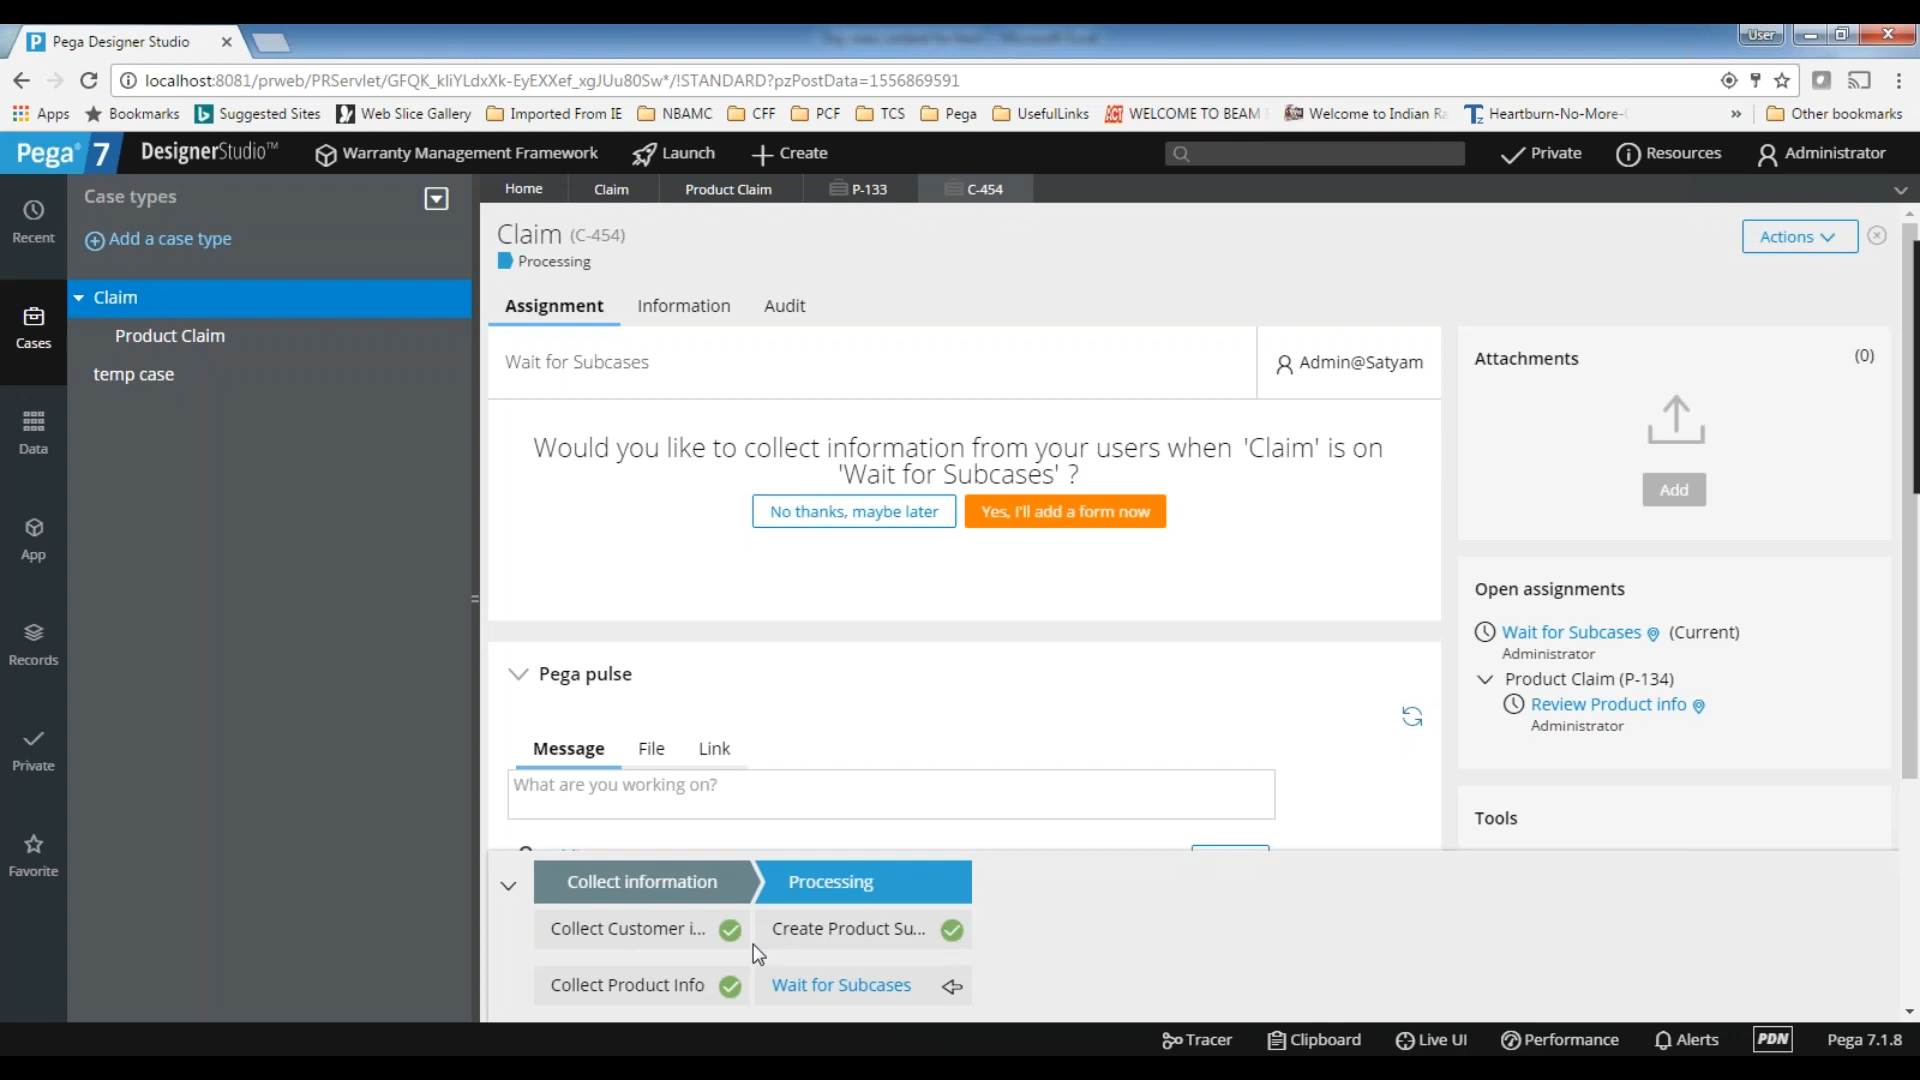 Pega Designer Studio
User
localhost:8081/prweb/PRServlet/GFQK_kliYLdxXk-EyEXXef_xgJUu80Sw*/!STANDARD?pzPostData=1556869591
Apps Bookmarks Suggested Sites Web Slice Gallery Imported From IE NBAMC CFF PCF TCS Pega UsefulLinks WELCOME TO BEAM Welcome to Indian Ra Heartburn-No-More- » Other bookmarks
Pega 7 DesignerStudio™ Warranty Management Framework Launch Create Private Resources Administrator
Home Claim Product Claim P-133 C-454
Recent
Cases
Data
App
Records
Private
Favorite
Case types
Add a case type
Claim
Product Claim
temp case
Claim (C-454)
Processing
Actions
Assignment Information Audit
Wait for Subcases
Admin@Satyam
Would you like to collect information from your users when 'Claim' is on
'Wait for Subcases' ?
No thanks, maybe later Yes, I'll add a form now
Pega pulse
Message File Link
What are you working on?
Attachments (0)
Add
Open assignments
Wait for Subcases (Current)
Administrator
Product Claim (P-134)
Review Product info
Administrator
Tools
Collect information Processing
Collect Customer i... Create Product Su...
Collect Product Info Wait for Subcases
Tracer Clipboard Live UI Performance Alerts PDN Pega 7.1.8